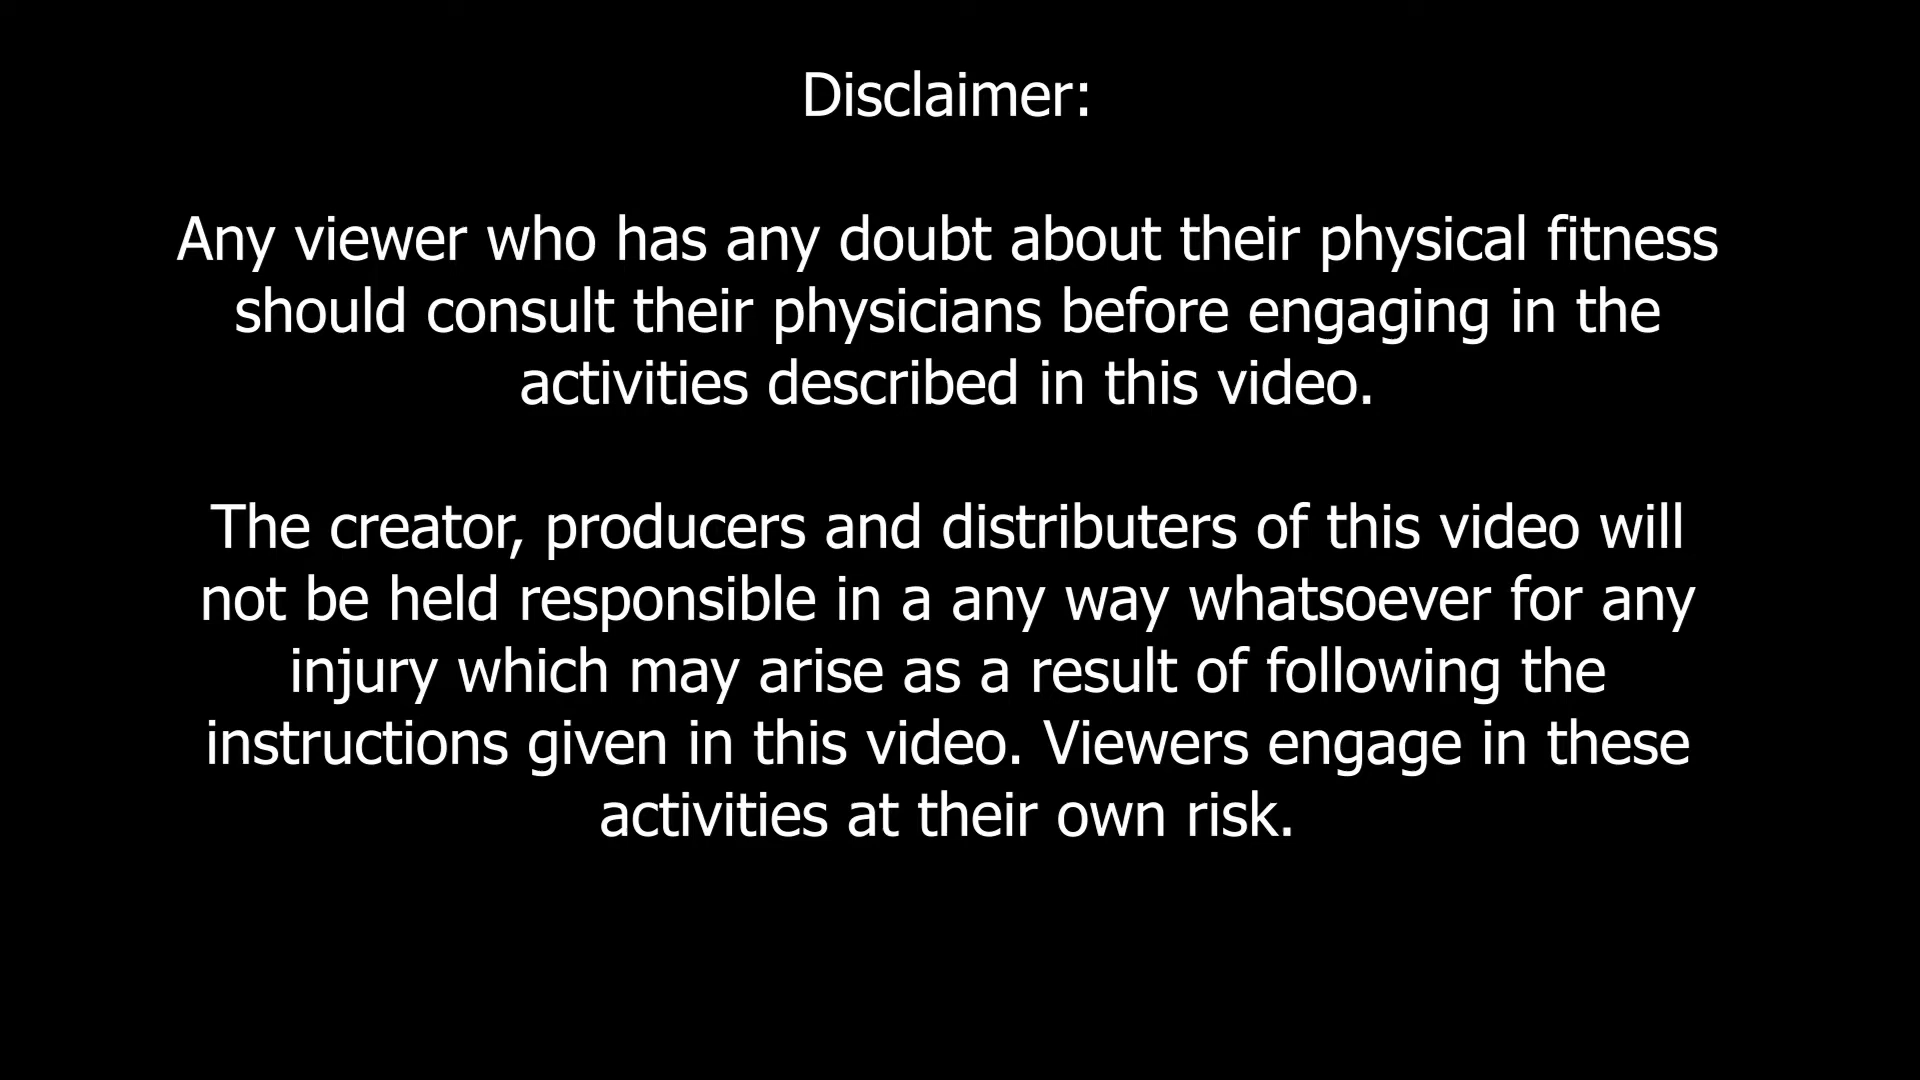 Disclaimer:
Any viewer who has any doubt about their physical fitness
should consult their physicians before engaging in the
activities described in this video.
The creator, producers and distributers of this video will
not be held responsible in a any way whatsoever for any
injury which may arise as a result of following the
instructions given in this video. Viewers engage in these
activities at their own risk.